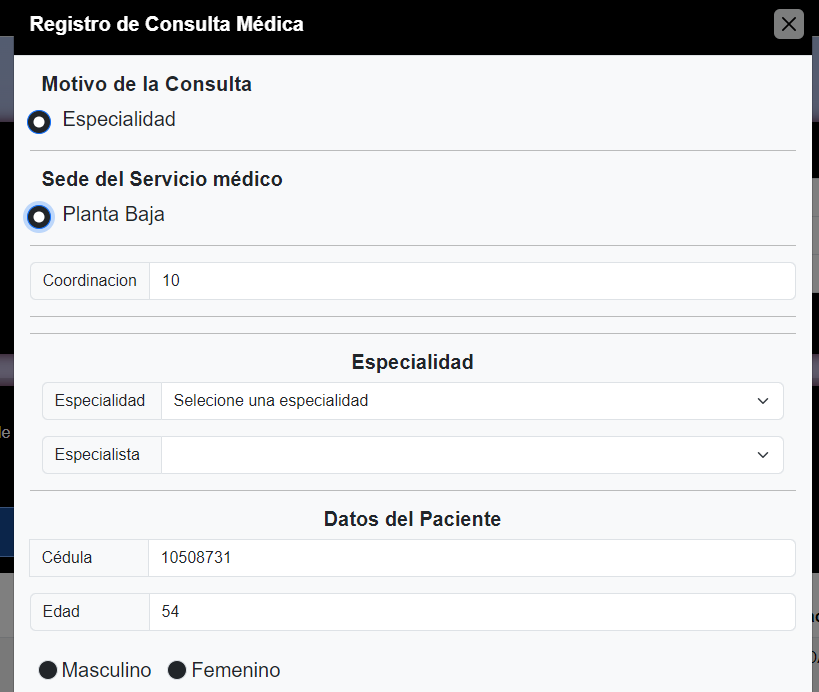 Registro de Consulta Médica
Motivo de la Consulta
Especialidad
Sede del Servicio médico
Planta Baja
Coordinacion 10
Especialidad
Especialidad Selecione una especialidad
Especialista
de
Datos del Paciente
Cédula 10508731
Edad 54
Masculino Femenino